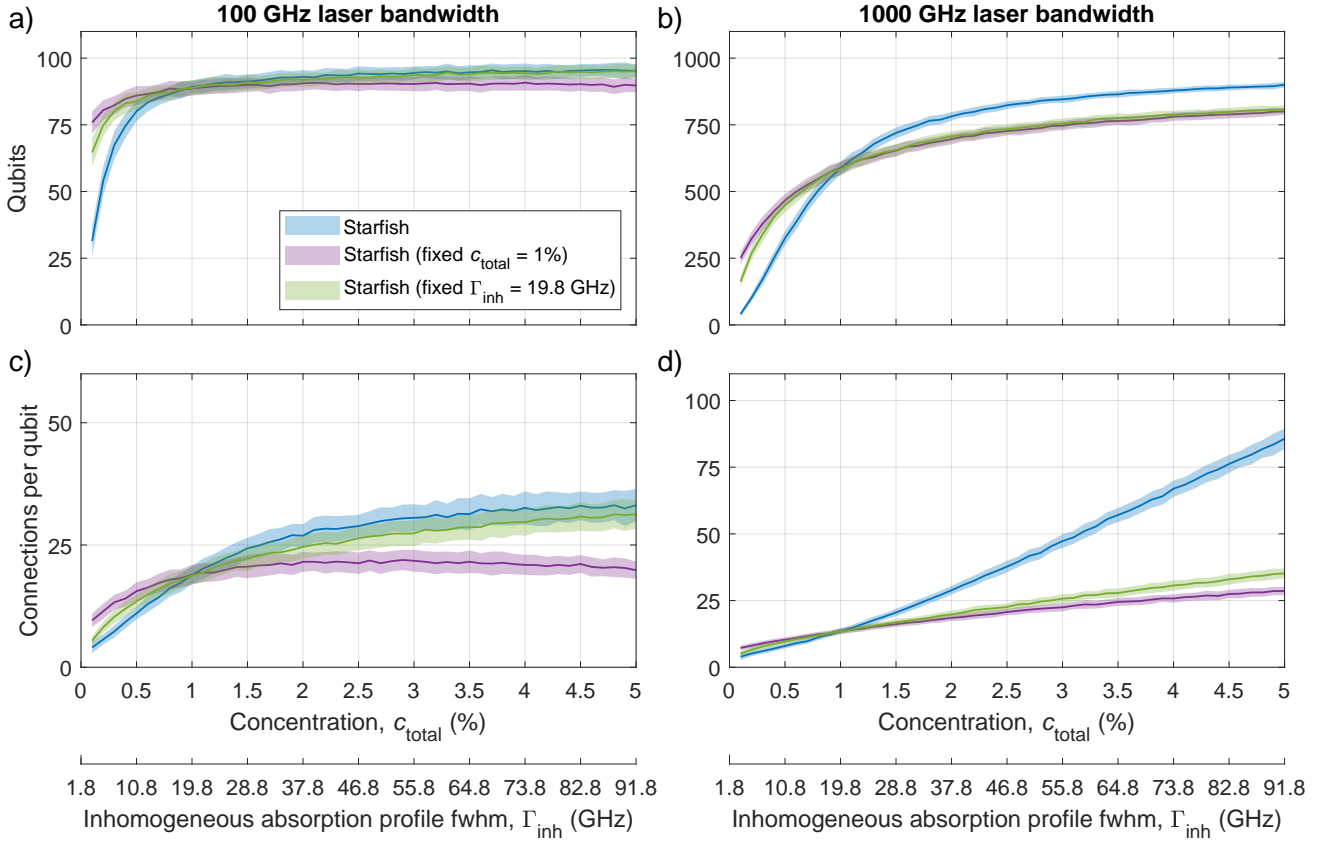 a)
100 GHz laser bandwidth
100
75
50
25
0
Qubits
Starfish
Starfish (fixed c_total = 1%)
Starfish (fixed Γ_inh = 19.8 GHz)
b)
1000 GHz laser bandwidth
1000
750
500
250
0
c)
50
25
0
Connections per qubit
0 0.5 1 1.5 2 2.5 3 3.5 4 4.5 5
Concentration, c_total (%)
1.8 10.8 19.8 28.8 37.8 46.8 55.8 64.8 73.8 82.8 91.8
Inhomogeneous absorption profile fwhm, Γ_inh (GHz)
d)
100
75
50
25
0
0 0.5 1 1.5 2 2.5 3 3.5 4 4.5 5
Concentration, c_total (%)
1.8 10.8 19.8 28.8 37.8 46.8 55.8 64.8 73.8 82.8 91.8
Inhomogeneous absorption profile fwhm, Γ_inh (GHz)